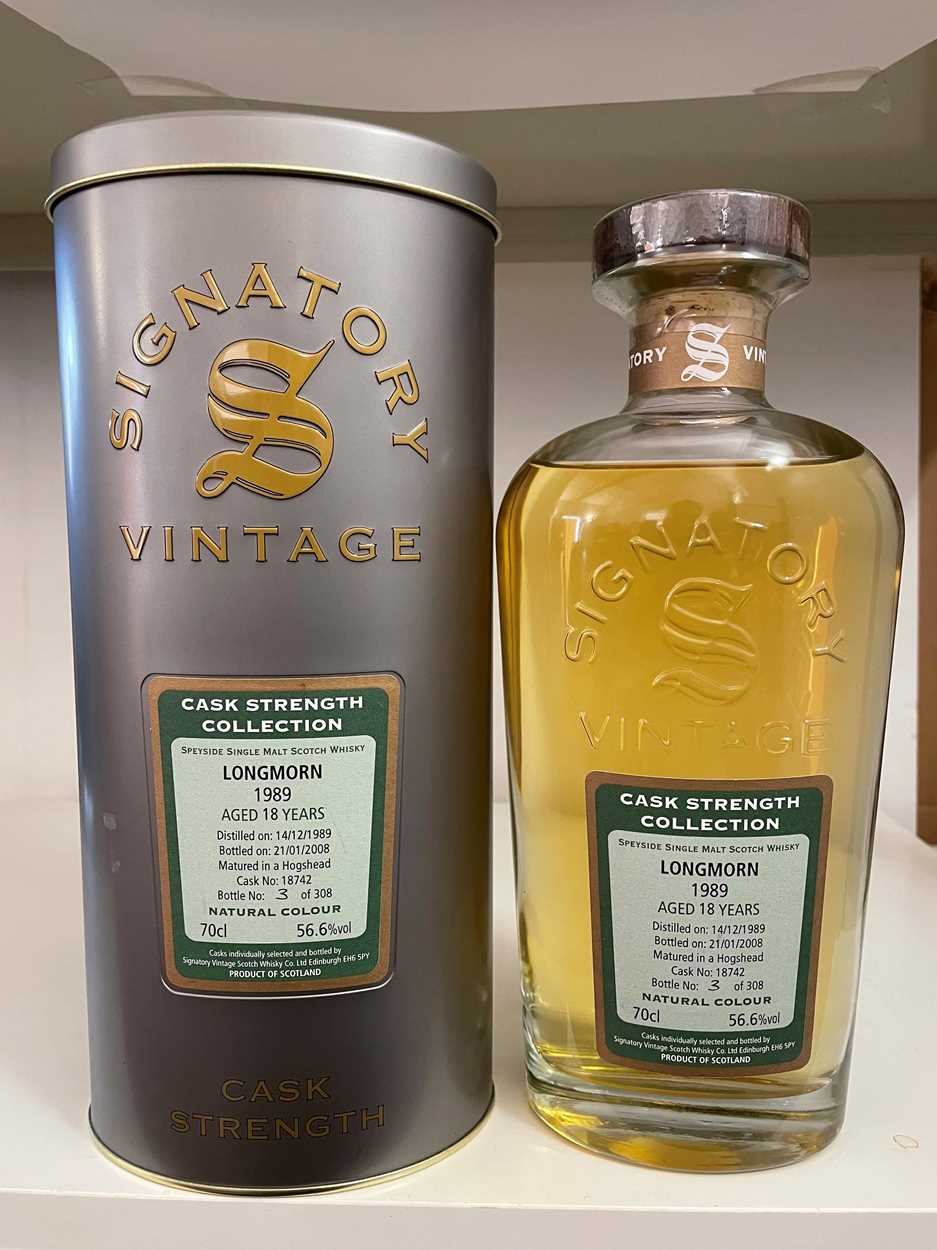 SIGNATORY
S
VINTAGE
CASK STRENGTH
COLLECTION
SPEYSIDE SINGLE MALT SCOTCH WHISKY
LONGMORN
1989
AGED 18 YEARS
Distilled on: 14/12/1989
Bottled on: 21/01/2008
Matured in a Hogshead
Cask No: 18742
Bottle No: 3 of 308
NATURAL COLOUR
70cl 56.6%vol
Casks individually selected and bottled by
Signatory Vintage Scotch Whisky Co. Ltd Edinburgh EH6 5PY
PRODUCT OF SCOTLAND
CASK
STRENGTH
TORY S VINT
SIGNATORY
S
VINTAGE
CASK STRENGTH
COLLECTION
SPEYSIDE SINGLE MALT SCOTCH WHISKY
LONGMORN
1989
AGED 18 YEARS
Distilled on: 14/12/1989
Bottled on: 21/01/2008
Matured in a Hogshead
Cask No: 18742
Bottle No: 3 of 308
NATURAL COLOUR
70cl 56.6%vol
Casks individually selected and bottled by
Signatory Vintage Scotch Whisky Co. Ltd Edinburgh EH6 5PY
PRODUCT OF SCOTLAND